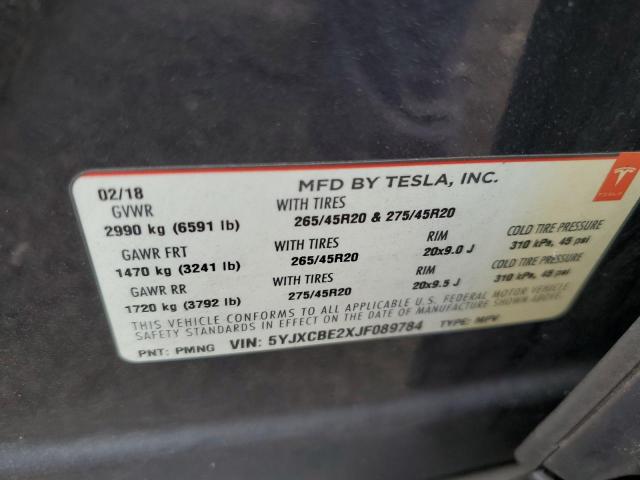 02/18 MFD BY TESLA, INC. TESLA
GVWR WITH TIRES
2990 kg (6591 lb) 265/45R20 & 275/45R20
GAWR FRT WITH TIRES RIM COLD TIRE PRESSURE
1470 kg (3241 lb) 265/45R20 20x9.0 J 310 kPa, 45 psi
GAWR RR WITH TIRES RIM COLD TIRE PRESSURE
1720 kg (3792 lb) 275/45R20 20x9.5 J 310 kPa, 45 psi
THIS VEHICLE CONFORMS TO ALL APPLICABLE U.S. FEDERAL MOTOR VEHICLE
SAFETY STANDARDS IN EFFECT ON THE DATE OF MANUFACTURE SHOWN ABOVE.
PNT: PMNG VIN: 5YJXCBE2XJF089784 TYPE: MPV